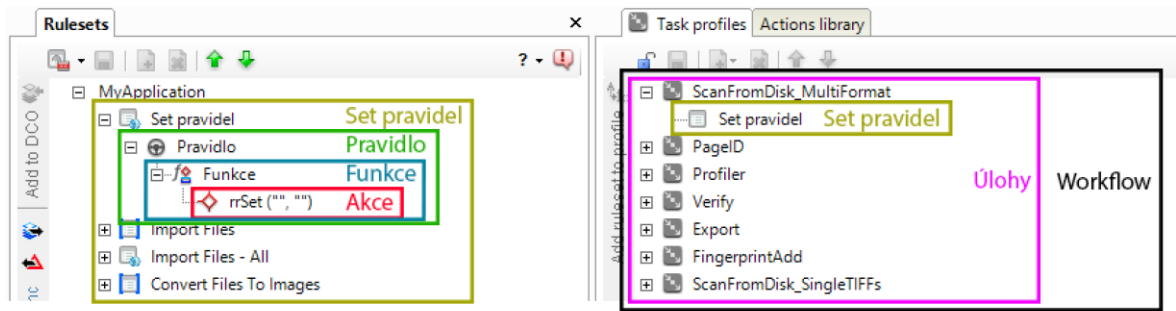 Rulesets
MyApplication
Set pravidel Set pravidel
Pravidlo Pravidlo
Funkce Funkce
rrSet ("", "") Akce
Import Files
Import Files - All
Convert Files To Images
Add to DCO
Task profiles Actions library
ScanFromDisk_MultiFormat
Set pravidel Set pravidel
PageID
Profiler
Verify
Export
FingerprintAdd
ScanFromDisk_SingleTIFFs
Úlohy
Workflow
Add ruleset to profile